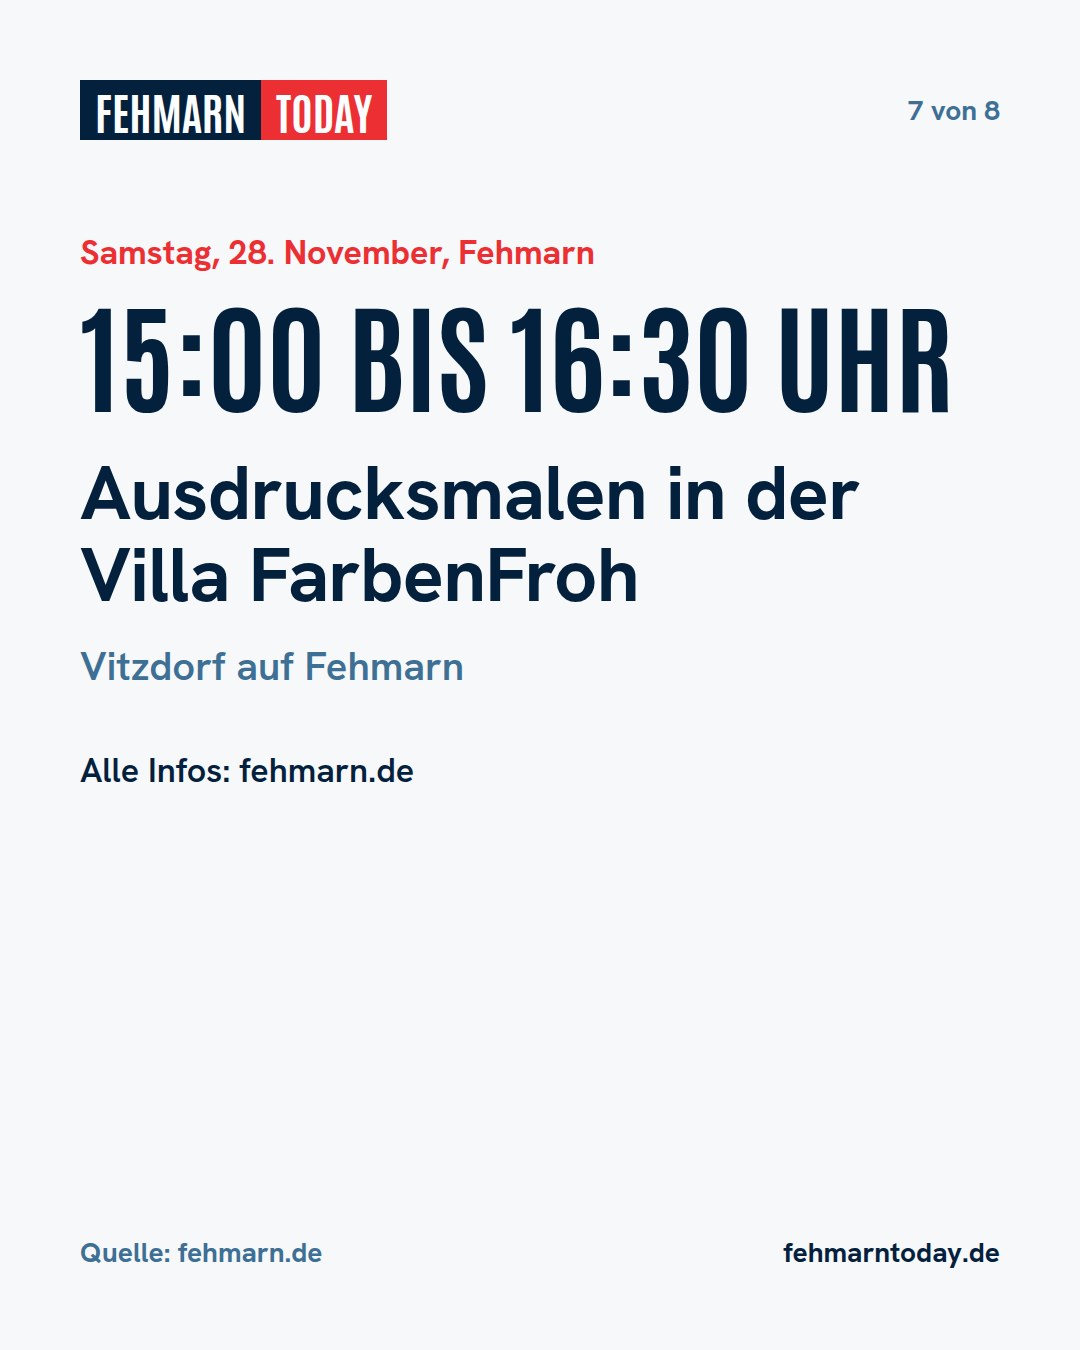 FEHMARN TODAY
7 von 8
Samstag, 28. November, Fehmarn
15:00 BIS 16:30 UHR
Ausdrucksmalen in der
Villa FarbenFroh
Vitzdorf auf Fehmarn
Alle Infos: fehmarn.de
Quelle: fehmarn.de
fehmarntoday.de